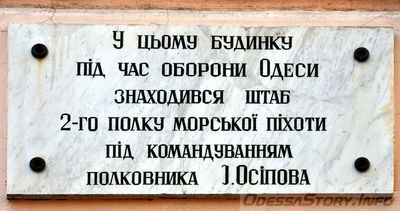 У цьому будинку
під час оборони Одеси
знаходився штаб
2-го полку морської піхоти
під командуванням
полковника І.Осіпова
OdessaStory.Info